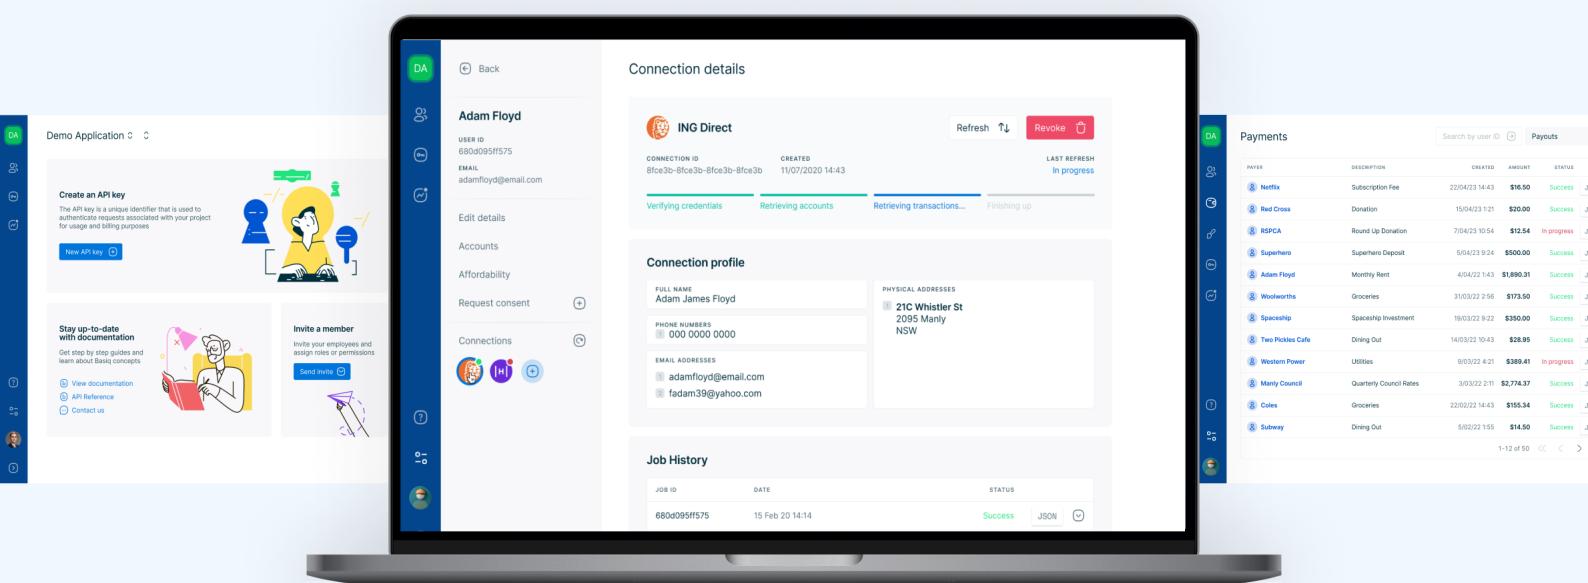 DA
Demo Application
Create an API key
The API key is a unique identifier that is used to
authenticate requests associated with your project
for usage and billing purposes
New API key
Stay up-to-date
with documentation
Get step by step guides and
learn about Basiq concepts
View documentation
API Reference
Contact us
Invite a member
Invite your employees and
assign roles or permissions
Send invite
DA
Back
Adam Floyd
USER ID
680d095ff575
EMAIL
adamfloyd@email.com
Edit details
Accounts
Affordability
Request consent
Connections
|H|
Connection details
ING Direct
Refresh
Revoke
CONNECTION ID
8fce3b-8fce3b-8fce3b-8fce3b
CREATED
11/07/2020 14:43
LAST REFRESH
In progress
Verifying credentials
Retrieving accounts
Retrieving transactions...
Finishing up
Connection profile
FULL NAME
Adam James Floyd
PHONE NUMBERS
1 000 0000 0000
EMAIL ADDRESSES
1 adamfloyd@email.com
2 fadam39@yahoo.com
PHYSICAL ADDRESSES
1 21C Whistler St
2095 Manly
NSW
Job History
JOB ID DATE STATUS
680d095ff575 15 Feb 20 14:14 Success JSON
DA
Payments
Search by user ID
Payouts
PAYER DESCRIPTION CREATED AMOUNT STATUS
Netflix Subscription Fee 22/04/23 14:43 $16.50 Success J
Red Cross Donation 15/04/23 1:21 $20.00 Success J
RSPCA Round Up Donation 7/04/23 10:54 $12.54 In progress J
Superhero Superhero Deposit 5/04/23 9:24 $500.00 Success J
Adam Floyd Monthly Rent 4/04/22 1:43 $1,890.31 Success J
Woolworths Groceries 31/03/22 2:56 $173.50 Success J
Spaceship Spaceship Investment 19/03/22 9:22 $350.00 Success J
Two Pickles Cafe Dining Out 14/03/22 10:43 $28.95 Success J
Western Power Utilities 9/03/22 4:21 $389.41 In progress J
Manly Council Quarterly Council Rates 3/03/22 2:11 $2,774.37 Success J
Coles Groceries 22/02/22 14:43 $155.34 Success J
Subway Dining Out 5/02/22 1:55 $14.50 Success J
1-12 of 50